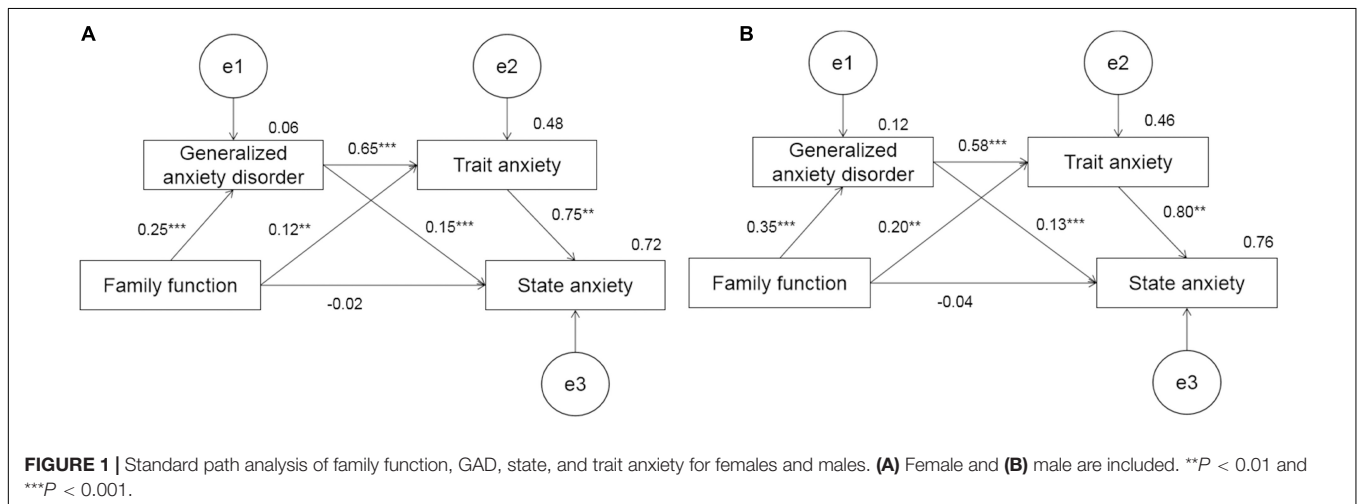 A
e1
e2
0.06
0.48
Generalized
anxiety disorder
0.65***
Trait anxiety
0.25***
0.12**
0.15***
0.75**
0.72
Family function
State anxiety
-0.02
e3
B
e1
e2
0.12
0.46
Generalized
anxiety disorder
0.58***
Trait anxiety
0.35***
0.20**
0.13***
0.80**
0.76
Family function
State anxiety
-0.04
e3
FIGURE 1 | Standard path analysis of family function, GAD, state, and trait anxiety for females and males. (A) Female and (B) male are included. **P < 0.01 and
***P < 0.001.